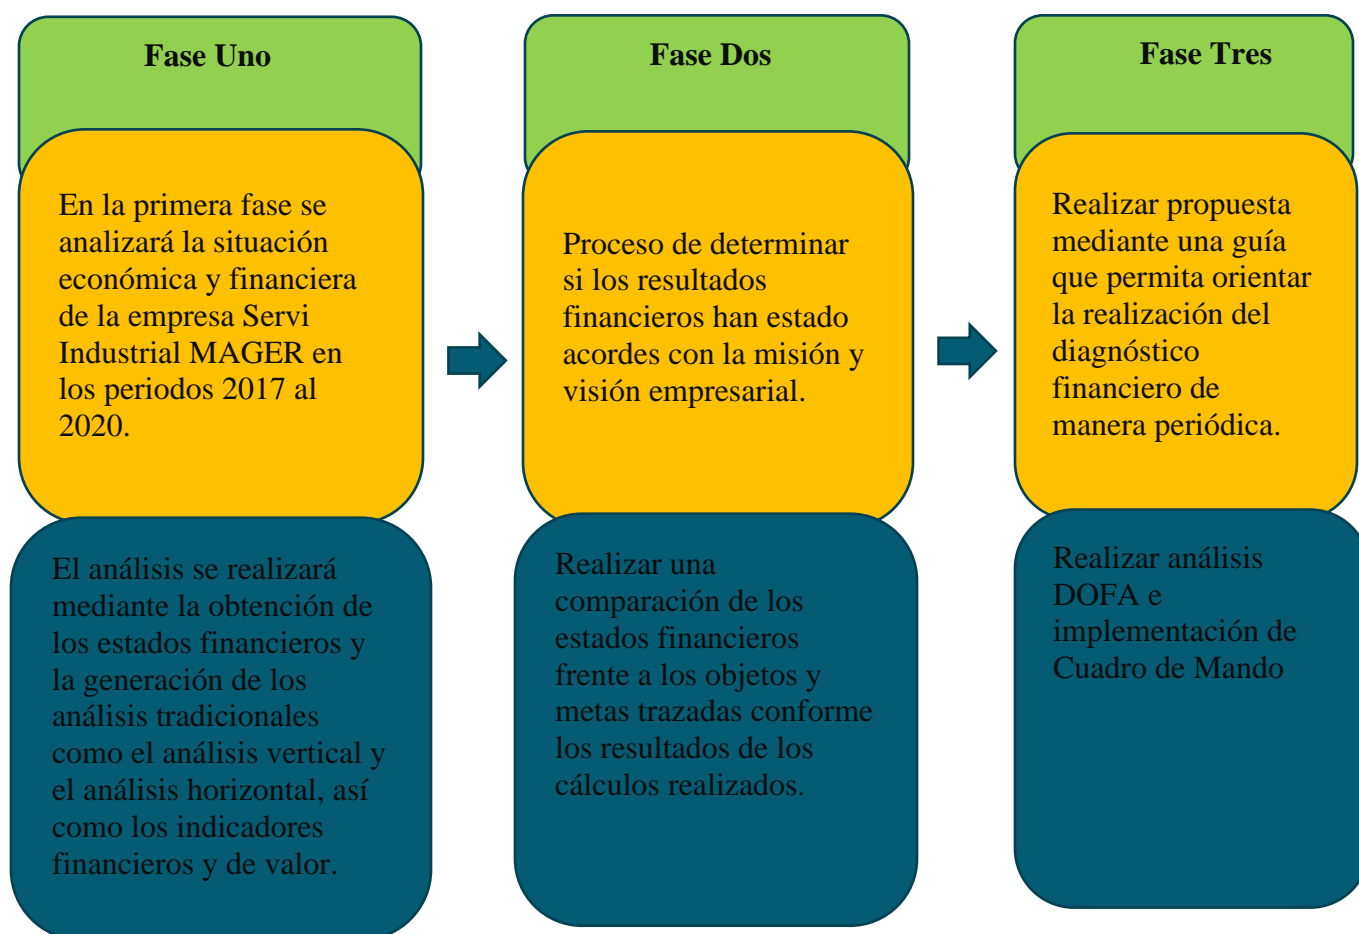 Fase Uno
En la primera fase se
analizará la situación
económica y financiera
de la empresa Servi
Industrial MAGER en
los periodos 2017 al
2020.
El análisis se realizará
mediante la obtención de
los estados financieros y
la generación de los
análisis tradicionales
como el análisis vertical y
el análisis horizontal, así
como los indicadores
financieros y de valor.
Fase Dos
Proceso de determinar
si los resultados
financieros han estado
acordes con la misión y
visión empresarial.
Realizar una
comparación de los
estados financieros
frente a los objetos y
metas trazadas conforme
los resultados de los
cálculos realizados.
Fase Tres
Realizar propuesta
mediante una guía
que permita orientar
la realización del
diagnóstico
financiero de
manera periódica.
Realizar análisis
DOFA e
implementación de
Cuadro de Mando